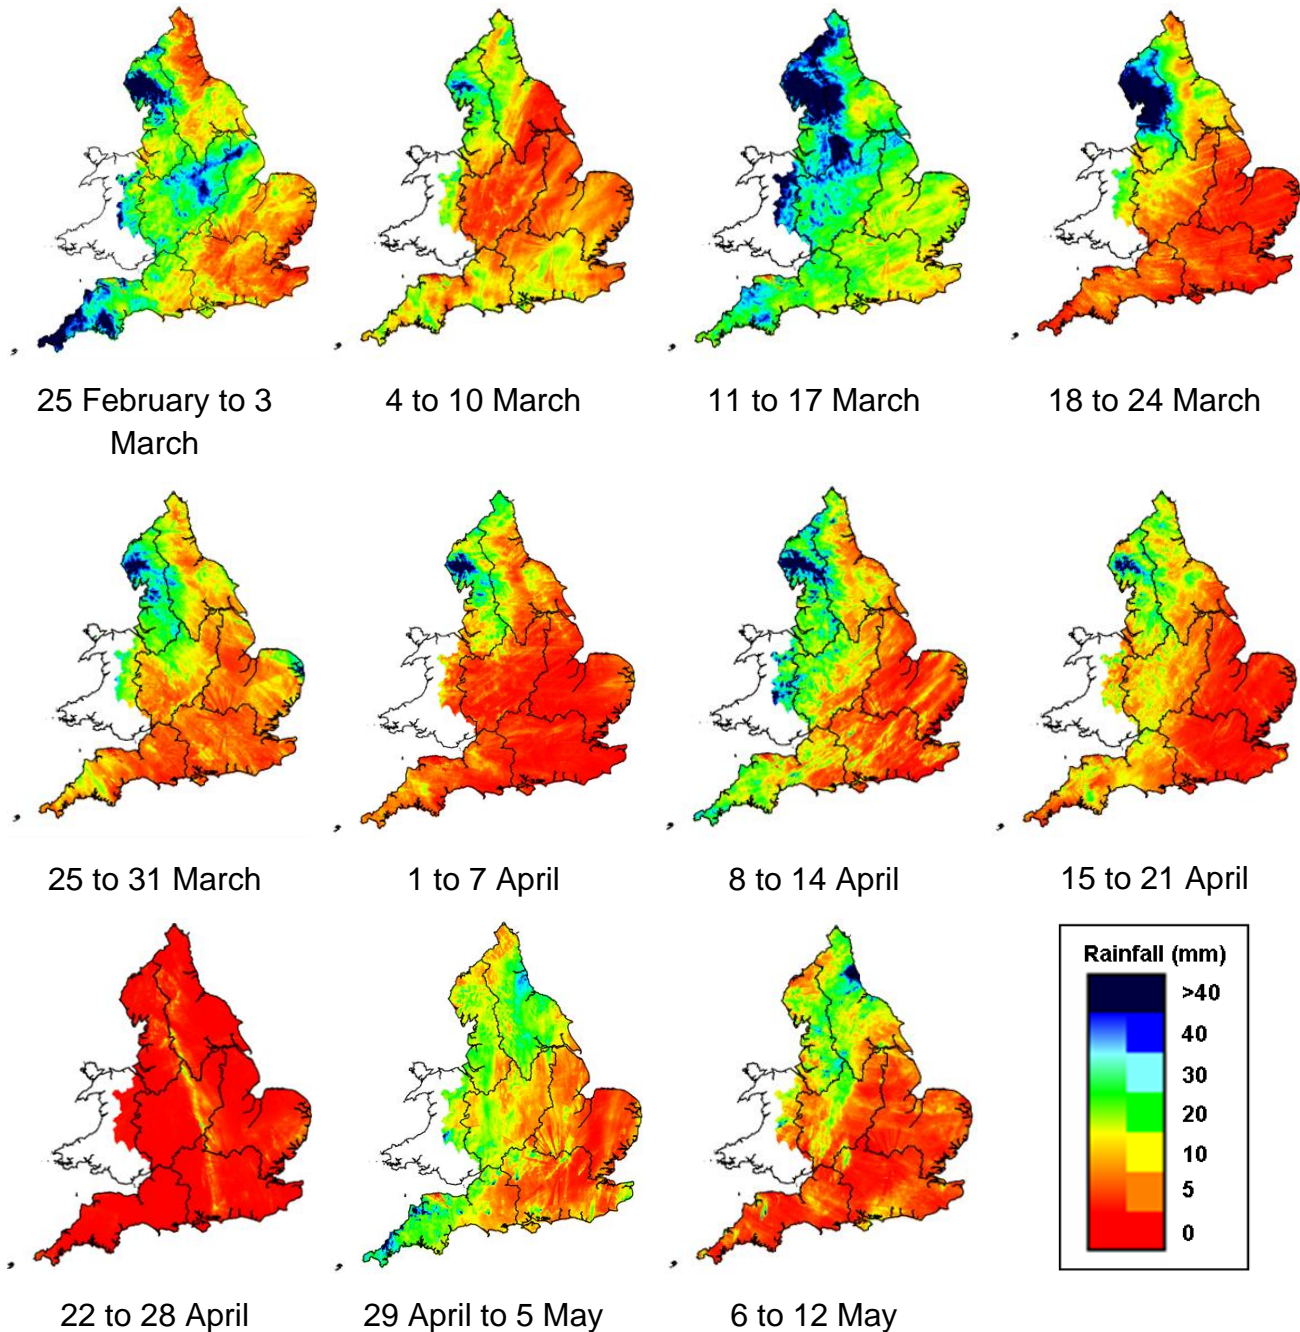 25 February to 3
March
4 to 10 March
11 to 17 March
18 to 24 March
25 to 31 March
1 to 7 April
8 to 14 April
15 to 21 April
22 to 28 April
29 April to 5 May
6 to 12 May
Rainfall (mm)
>40
40
30
20
10
5
0